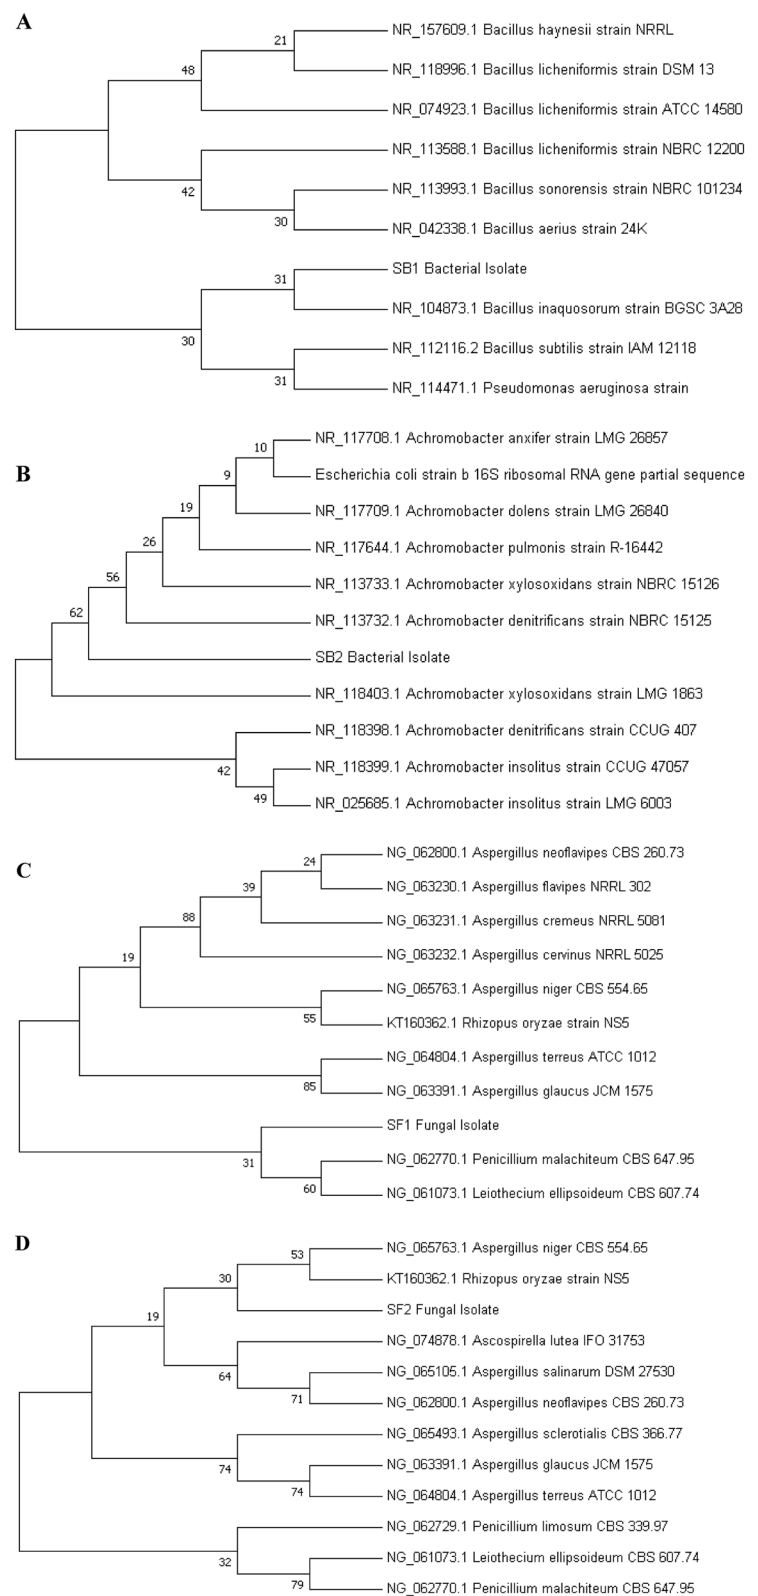 A
NR_157609.1 Bacillus haynesii strain NRRL
21
NR_118996.1 Bacillus licheniformis strain DSM 13
48
NR_074923.1 Bacillus licheniformis strain ATCC 14580
NR_113588.1 Bacillus licheniformis strain NBRC 12200
42
NR_113993.1 Bacillus sonorensis strain NBRC 101234
30
NR_042338.1 Bacillus aerius strain 24K
SB1 Bacterial Isolate
31
NR_104873.1 Bacillus inaquosorum strain BGSC 3A28
30
NR_112116.2 Bacillus subtilis strain IAM 12118
31
NR_114471.1 Pseudomonas aeruginosa strain
B
NR_117708.1 Achromobacter anxifer strain LMG 26857
10
Escherichia coli strain b 16S ribosomal RNA gene partial sequence
9
NR_117709.1 Achromobacter dolens strain LMG 26840
19
NR_117644.1 Achromobacter pulmonis strain R-16442
26
NR_113733.1 Achromobacter xylosoxidans strain NBRC 15126
56
NR_113732.1 Achromobacter denitrificans strain NBRC 15125
62
SB2 Bacterial Isolate
NR_118403.1 Achromobacter xylosoxidans strain LMG 1863
NR_118398.1 Achromobacter denitrificans strain CCUG 407
42
NR_118399.1 Achromobacter insolitus strain CCUG 47057
49
NR_025685.1 Achromobacter insolitus strain LMG 6003
C
NG_062800.1 Aspergillus neoflavipes CBS 260.73
24
NG_063230.1 Aspergillus flavipes NRRL 302
39
NG_063231.1 Aspergillus cremeus NRRL 5081
88
NG_063232.1 Aspergillus cervinus NRRL 5025
19
NG_065763.1 Aspergillus niger CBS 554.65
55
KT160362.1 Rhizopus oryzae strain NS5
NG_064804.1 Aspergillus terreus ATCC 1012
85
NG_063391.1 Aspergillus glaucus JCM 1575
SF1 Fungal Isolate
31
NG_062770.1 Penicillium malachiteum CBS 647.95
60
NG_061073.1 Leiothecium ellipsoideum CBS 607.74
D
NG_065763.1 Aspergillus niger CBS 554.65
53
KT160362.1 Rhizopus oryzae strain NS5
30
SF2 Fungal Isolate
19
NG_074878.1 Ascospirella lutea IFO 31753
64
NG_065105.1 Aspergillus salinarum DSM 27530
71
NG_062800.1 Aspergillus neoflavipes CBS 260.73
NG_065493.1 Aspergillus sclerotialis CBS 366.77
74
NG_063391.1 Aspergillus glaucus JCM 1575
74
NG_064804.1 Aspergillus terreus ATCC 1012
NG_062729.1 Penicillium limosum CBS 339.97
32
NG_061073.1 Leiothecium ellipsoideum CBS 607.74
79
NG_062770.1 Penicillium malachiteum CBS 647.95